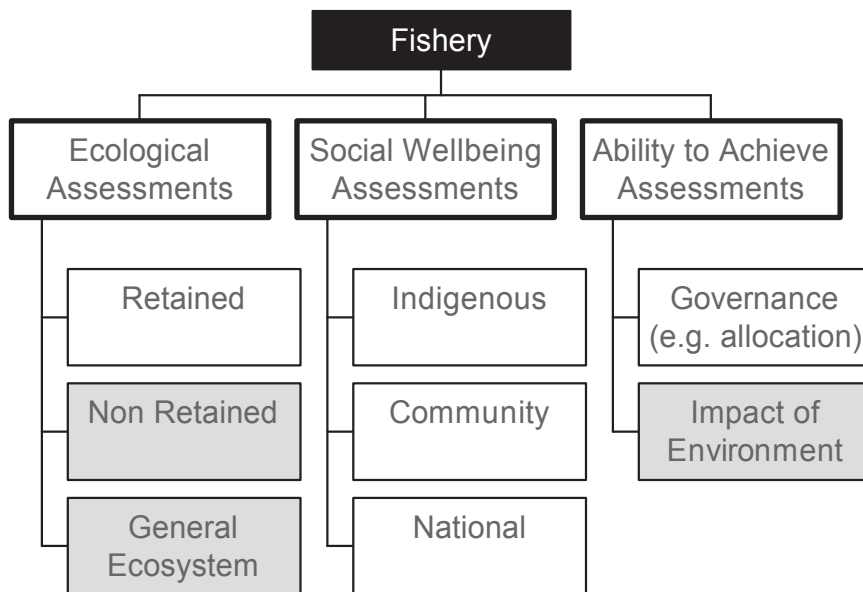 Fishery
Ecological
Assessments
Social Wellbeing
Assessments
Ability to Achieve
Assessments
Retained
Non Retained
General
Ecosystem
Indigenous
Community
National
Governance
(e.g. allocation)
Impact of
Environment